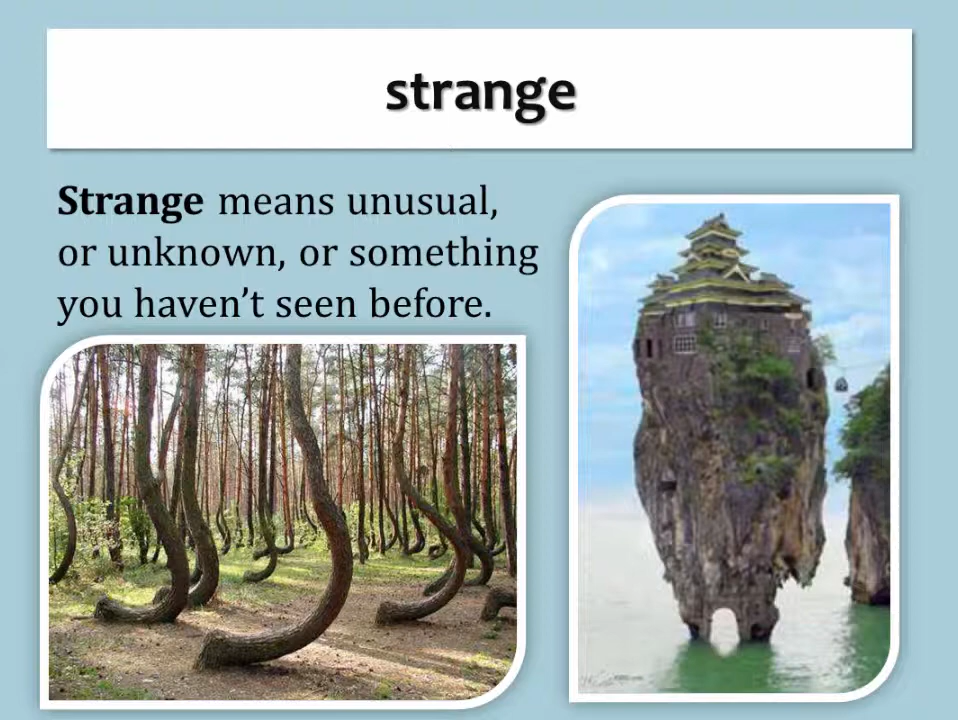 strange
Strange means unusual,
or unknown, or something
you haven’t seen before.